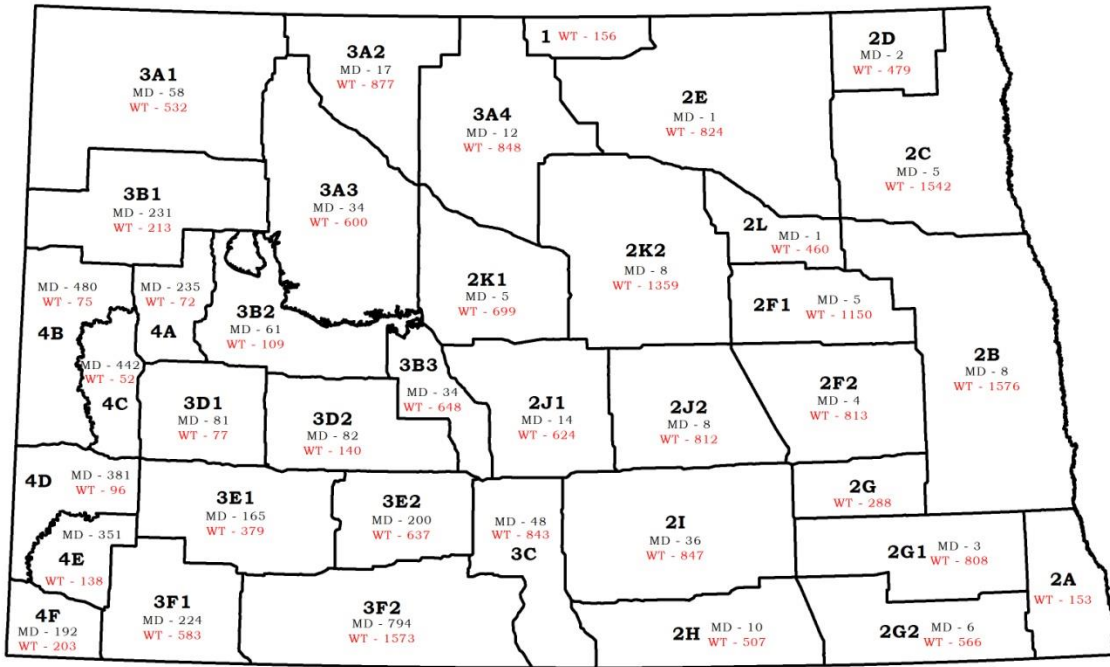 1 WT - 156
2D
MD - 2
WT - 479
3A2
MD - 17
WT - 877
3A1
MD - 58
WT - 532
2E
MD - 1
WT - 824
3A4
MD - 12
WT - 848
2C
MD - 5
WT - 1542
3B1
MD - 231
WT - 213
3A3
MD - 34
WT - 600
2L
MD - 1
WT - 460
2K2
MD - 8
WT - 1359
2K1
MD - 5
WT - 699
MD - 480
WT - 75
4B
MD - 235
WT - 72
4A
3B2
MD - 61
WT - 109
2F1
MD - 5
WT - 1150
2B
MD - 8
WT - 1576
3B3
MD - 34
WT - 648
MD - 442
WT - 52
4C
3D1
MD - 81
WT - 77
3D2
MD - 82
WT - 140
2J1
MD - 14
WT - 624
2J2
MD - 8
WT - 812
2F2
MD - 4
WT - 813
4D
MD - 381
WT - 96
3E1
MD - 165
WT - 379
3E2
MD - 200
WT - 637
MD - 48
WT - 843
3C
2I
MD - 36
WT - 847
2G
WT - 288
MD - 351
4E
WT - 138
2G1
MD - 3
WT - 808
2A
WT - 153
4F
MD - 192
WT - 203
3F1
MD - 224
WT - 583
3F2
MD - 794
WT - 1573
2H
MD - 10
WT - 507
2G2
MD - 6
WT - 566